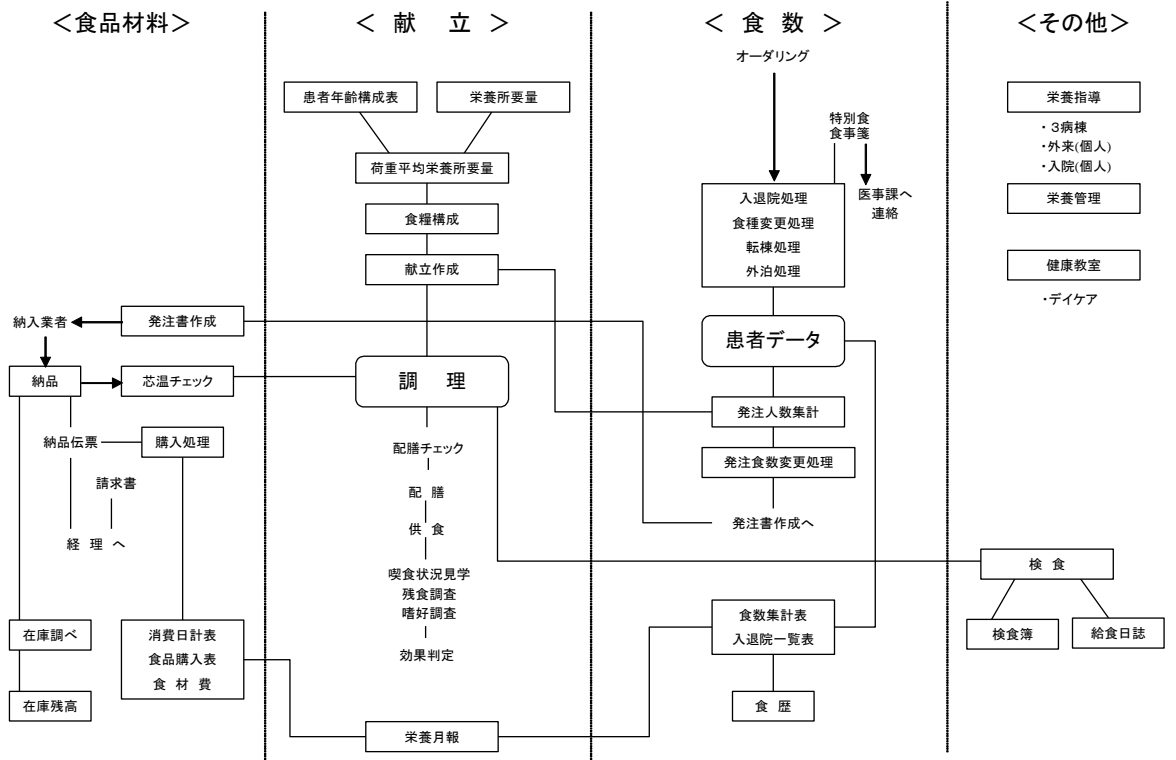 ＜食品材料＞
納入業者
発注書作成
納品
芯温チェック
納品伝票
購入処理
請求書
経 理 へ
在庫調べ
消費日計表
食品購入表
食 材 費
在庫残高
＜ 献 立 ＞
患者年齢構成表
栄養所要量
荷重平均栄養所要量
食糧構成
献立作成
調 理
配膳チェック
配 膳
供 食
喫食状況見学
残食調査
嗜好調査
効果判定
栄養月報
＜ 食 数 ＞
オーダリング
特別食
食事箋
医事課へ
連絡
入退院処理
食種変更処理
転棟処理
外泊処理
患者データ
発注人数集計
発注食数変更処理
発注書作成へ
食数集計表
入退院一覧表
食 歴
＜その他＞
栄養指導
・３病棟
・外来(個人)
・入院(個人)
栄養管理
健康教室
・デイケア
検 食
検食簿
給食日誌